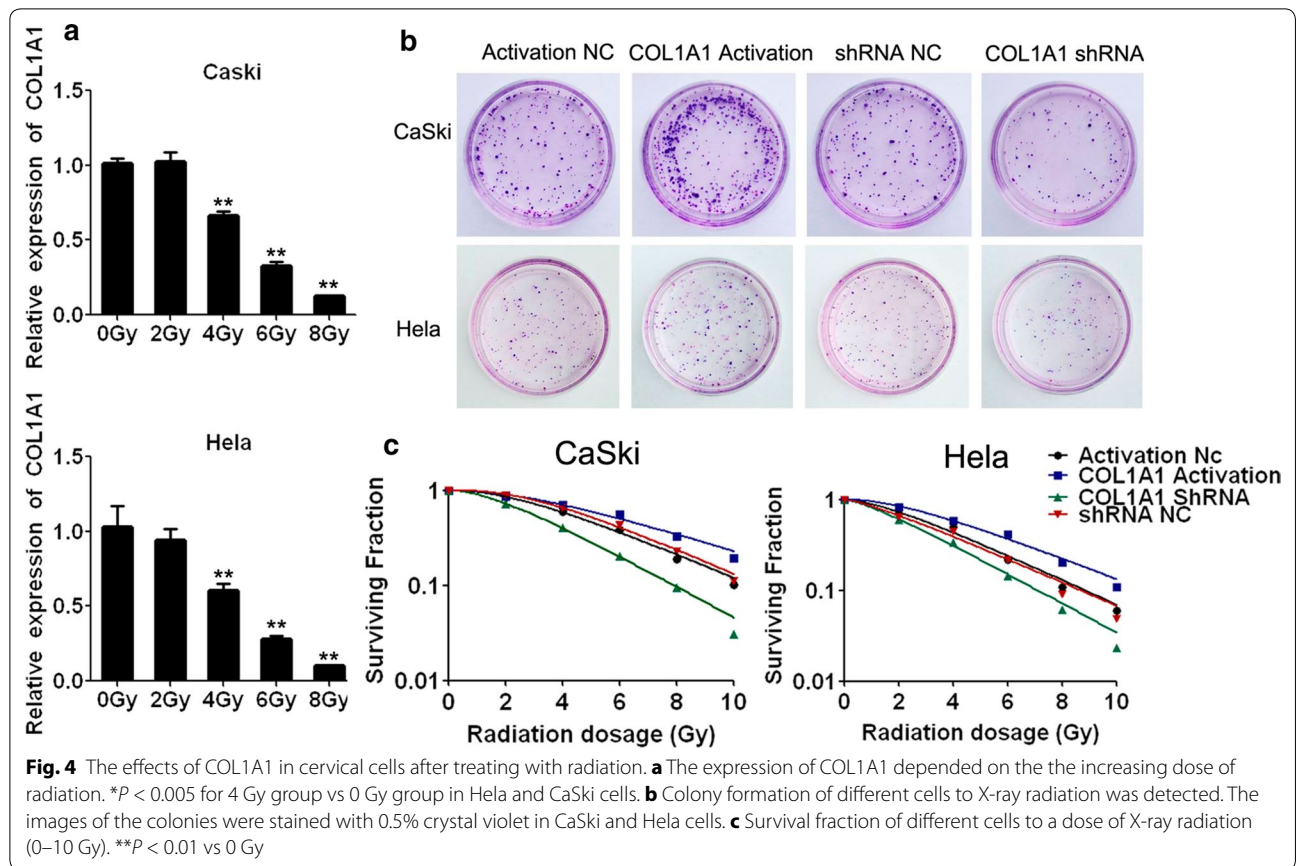 a
Caski
Relative expression of COL1A1
1.5
1.0
0.5
0.0
** ** **
0Gy 2Gy 4Gy 6Gy 8Gy
Hela
Relative expression of COL1A1
1.5
1.0
0.5
0.0
** ** **
0Gy 2Gy 4Gy 6Gy 8Gy
b
Activation NC COL1A1 Activation shRNA NC COL1A1 shRNA
CaSki
Hela
c
CaSki
Surviving Fraction
1
0.1
0.01
0 2 4 6 8 10
Radiation dosage (Gy)
Hela
Surviving Fraction
1
0.1
0.01
0 2 4 6 8 10
Radiation dosage (Gy)
Activation Nc
COL1A1 Activation
COL1A1 ShRNA
shRNA NC
Fig. 4 The effects of COL1A1 in cervical cells after treating with radiation. a The expression of COL1A1 depended on the the increasing dose of
radiation. *P < 0.005 for 4 Gy group vs 0 Gy group in Hela and CaSki cells. b Colony formation of different cells to X-ray radiation was detected. The
images of the colonies were stained with 0.5% crystal violet in CaSki and Hela cells. c Survival fraction of different cells to a dose of X-ray radiation
(0–10 Gy). **P < 0.01 vs 0 Gy